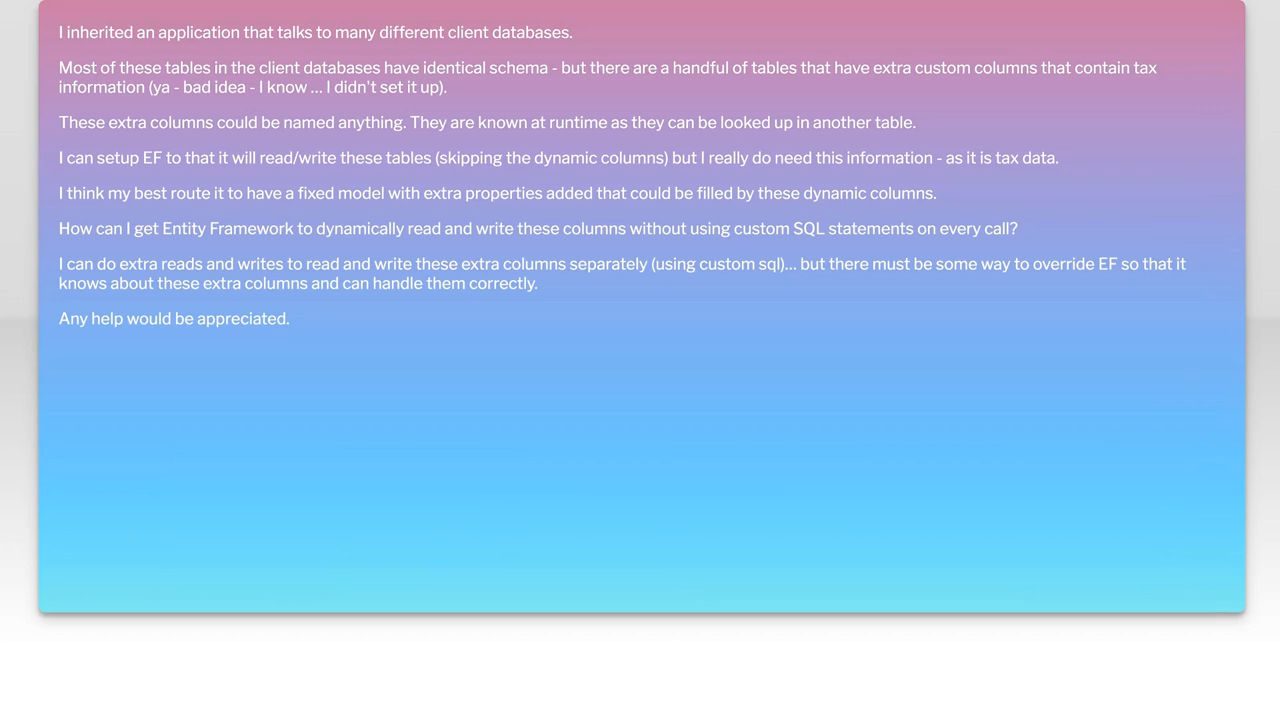 I inherited an application that talks to many different client databases.
Most of these tables in the client databases have identical schema - but there are a handful of tables that have extra custom columns that contain tax
information (ya - bad idea - I know ... I didn't set it up).
These extra columns could be named anything. They are known at runtime as they can be looked up in another table.
I can setup EF to that it will read/write these tables (skipping the dynamic columns) but I really do need this information - as it is tax data.
I think my best route it to have a fixed model with extra properties added that could be filled by these dynamic columns.
How can I get Entity Framework to dynamically read and write these columns without using custom SQL statements on every call?
I can do extra reads and writes to read and write these extra columns separately (using custom sql)... but there must be some way to override EF so that it
knows about these extra columns and can handle them correctly.
Any help would be appreciated.